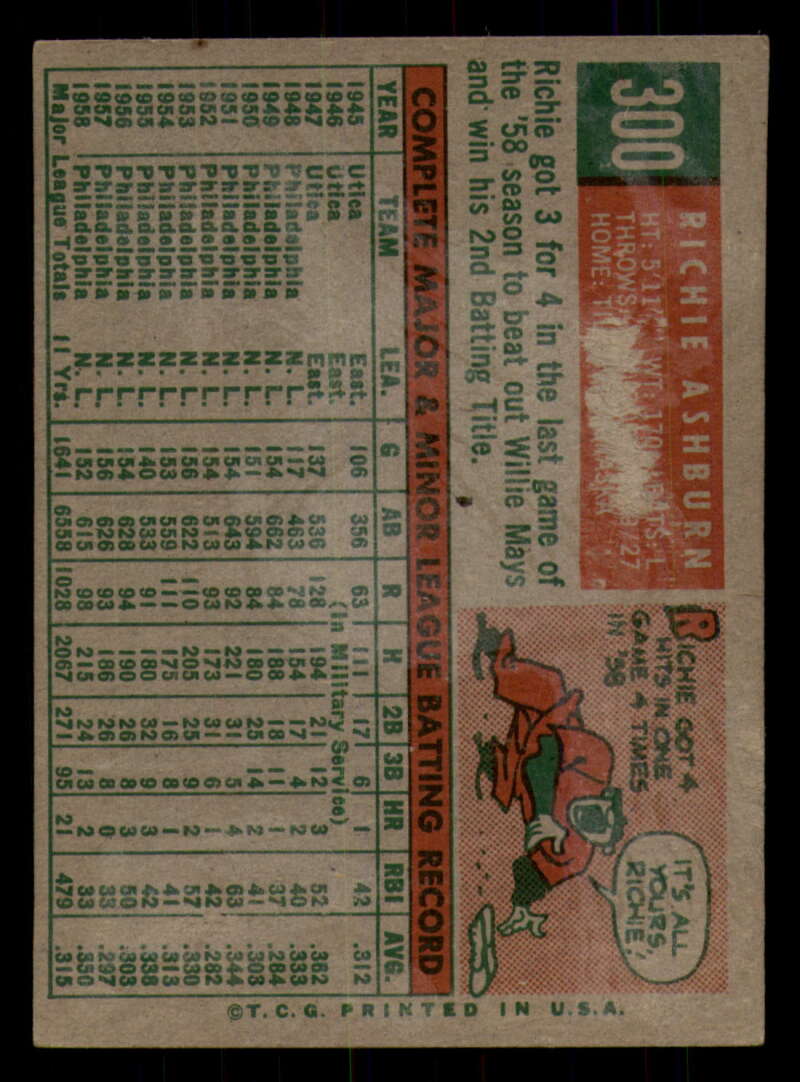 300
RICHIE ASHBURN
HT: 5/11 WT: 170 BATS: L
THROWS
HOME: 9/27
Richie got 3 for 4 in the last game of
the '58 season to beat out Willie Mays
and win his 2nd Batting Title.
RICHIE GOT 4
HITS IN ONE
GAME 4 TIMES
IN '58
IT'S ALL
YOURS,
RICHIE!
COMPLETE MAJOR & MINOR LEAGUE BATTING RECORD
YEAR TEAM LEA. G AB R H 2B 3B HR RBI AVG.
1945 Utica East. 106 356 63 111 17 6 1 42 .312
1946 Utica East. (In Military Service)
1947 Utica East. 137 536 128 194 21 12 3 52 .362
1948 Philadelphia N. L. 117 463 78 154 17 4 2 40 .333
1949 Philadelphia N. L. 154 662 84 188 18 11 1 37 .284
1950 Philadelphia N. L. 151 594 84 180 25 14 2 41 .303
1951 Philadelphia N. L. 154 643 92 221 31 5 4 63 .344
1952 Philadelphia N. L. 154 513 93 173 31 6 1 42 .282
1953 Philadelphia N. L. 156 622 110 205 25 9 2 57 .330
1954 Philadelphia N. L. 153 559 111 175 16 8 1 41 .313
1955 Philadelphia N. L. 140 533 91 180 32 9 3 42 .338
1956 Philadelphia N. L. 154 628 94 190 26 8 3 50 .303
1957 Philadelphia N. L. 156 626 93 186 26 8 0 33 .297
1958 Philadelphia N. L. 152 615 98 215 24 13 2 33 .350
Major League Totals 11 Yrs. 1641 6558 1028 2067 271 95 21 479 .315
©T. C. G. PRINTED IN U. S. A.